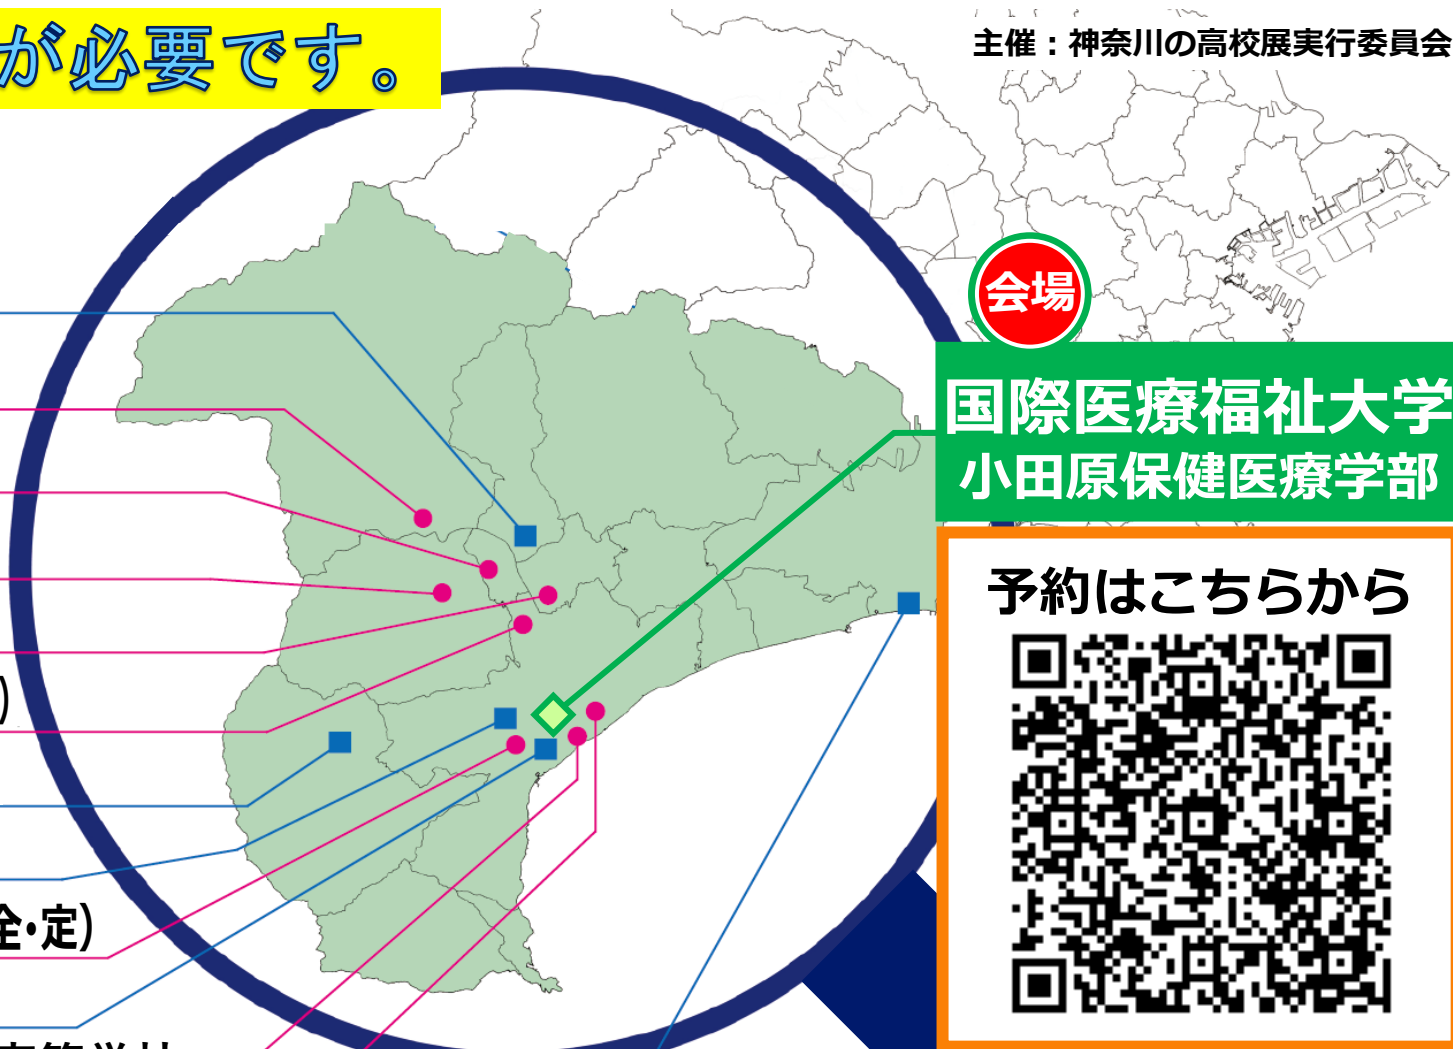 が必要です。
主催：神奈川の高校展実行委員会
会場
国際医療福祉大学
小田原保健医療学部
予約はこちらから
)
全･定)